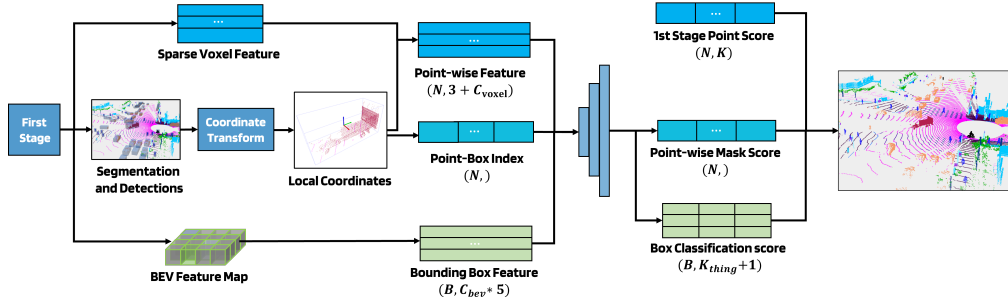 First
Stage
...
Sparse Voxel Feature
Segmentation
and Detections
Coordinate
Transform
Local Coordinates
BEV Feature Map
...
Point-wise Feature
(N, 3 + C_voxel)
...
Point-Box Index
(N,)
...
Bounding Box Feature
(B, C_bev* 5)
...
1st Stage Point Score
(N, K)
...
Point-wise Mask Score
(N,)
Box Classification score
(B, K_thing+1)